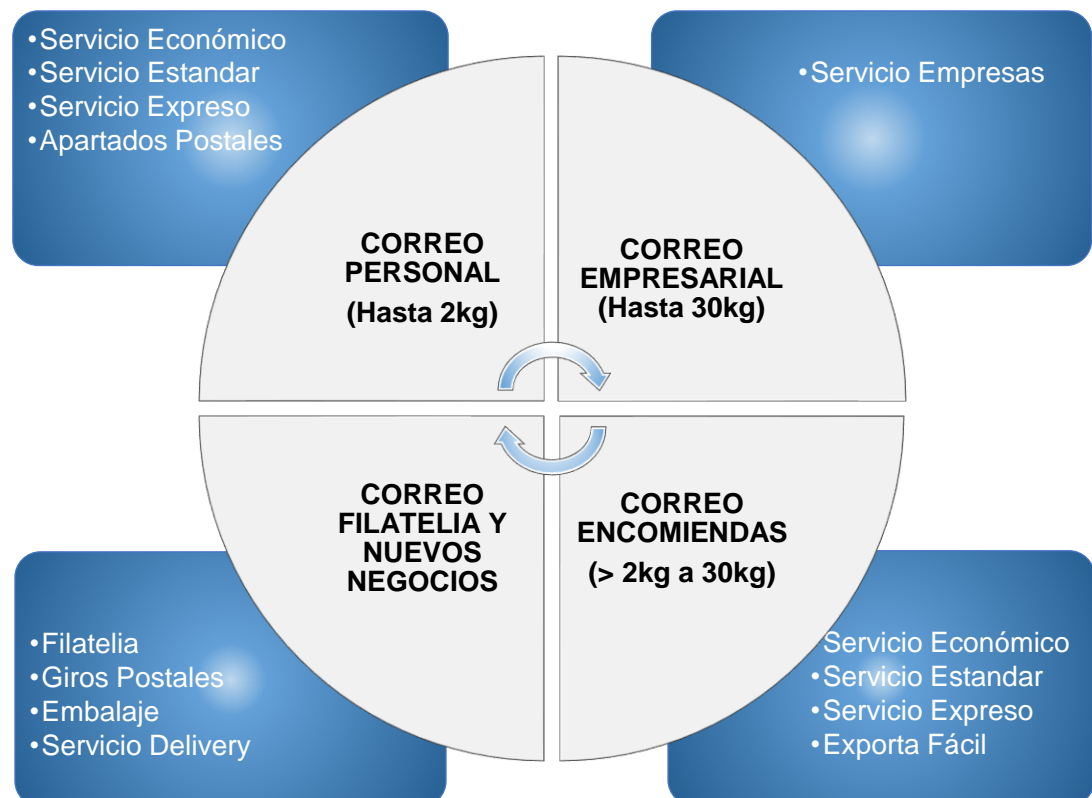 •Servicio Económico
•Servicio Estandar
•Servicio Expreso
•Apartados Postales
•Servicio Empresas
CORREO
PERSONAL
(Hasta 2kg)
CORREO
EMPRESARIAL
(Hasta 30kg)
CORREO
FILATELIA Y
NUEVOS
NEGOCIOS
CORREO
ENCOMIENDAS
(> 2kg a 30kg)
•Filatelia
•Giros Postales
•Embalaje
•Servicio Delivery
Servicio Económico
•Servicio Estandar
•Servicio Expreso
•Exporta Fácil